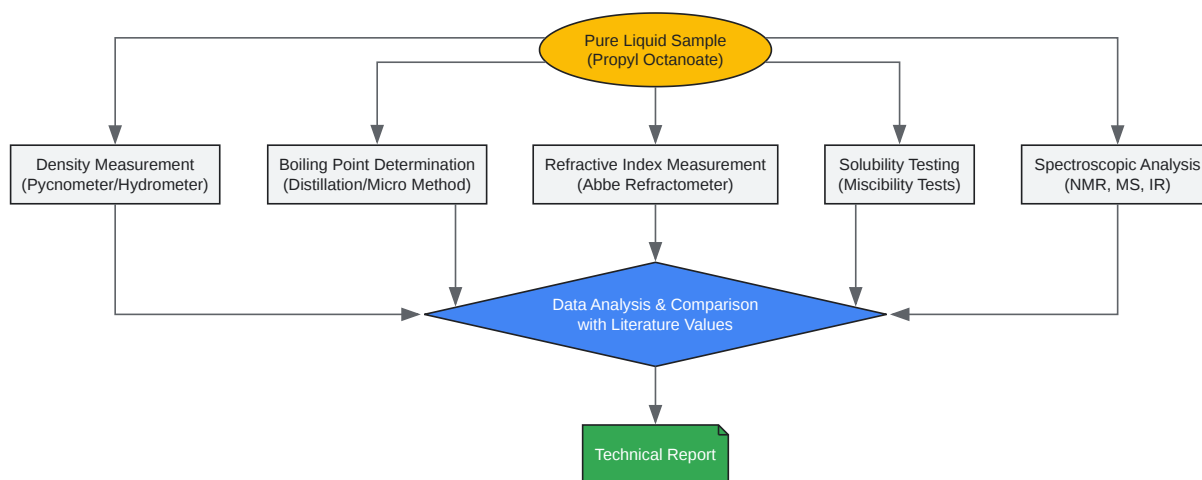 Pure Liquid Sample
(Propyl Octanoate)
Density Measurement
(Pycnometer/Hydrometer)
Boiling Point Determination
(Distillation/Micro Method)
Refractive Index Measurement
(Abbe Refractometer)
Solubility Testing
(Miscibility Tests)
Spectroscopic Analysis
(NMR, MS, IR)
Data Analysis & Comparison
with Literature Values
Technical Report